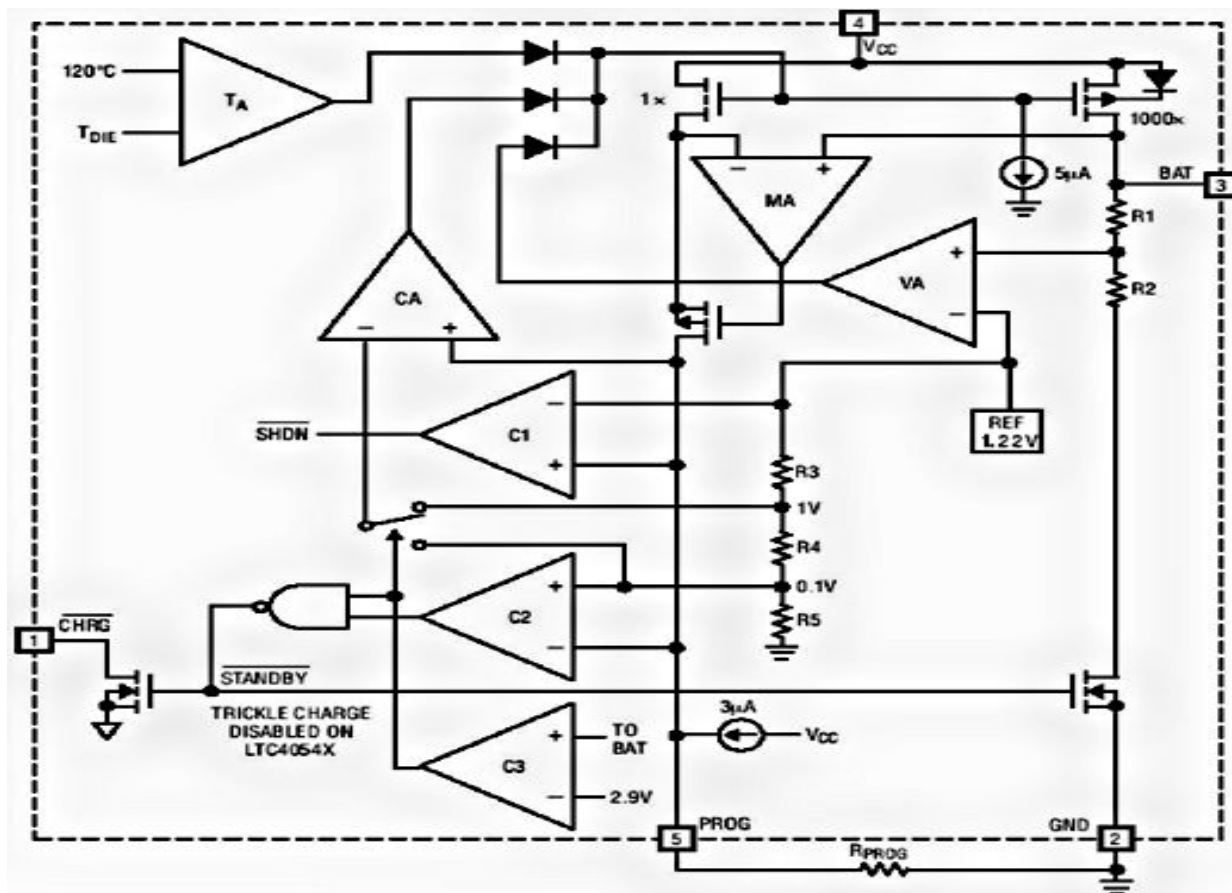 4
VCC
120°C
TA
TDIE
1×
1000×
5µA
BAT
3
– +
MA
R1
+
VA
–
R2
CA
– +
REF
1.22V
–
C1
+
SHDN
R3
1V
R4
0.1V
R5
+
C2
–
CHRG
1
STANDBY
TRICKLE CHARGE
DISABLED ON
LTC4054X
3µA
VCC
+
C3
–
TO
BAT
2.9V
5
PROG
GND
2
RPROG